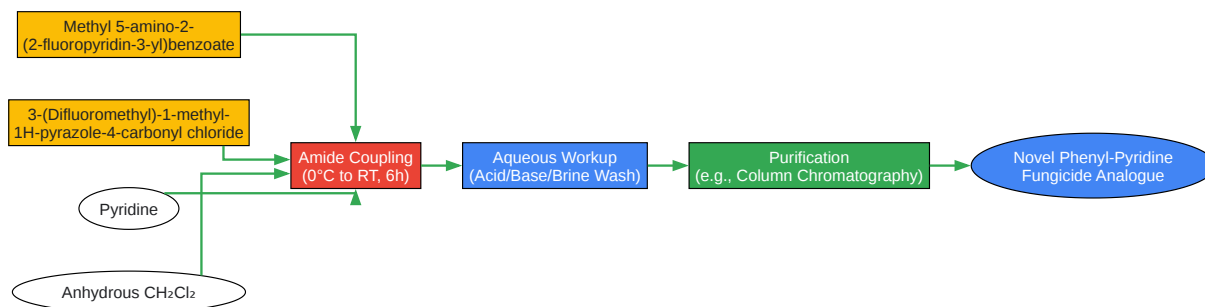 Methyl 5-amino-2-
(2-fluoropyridin-3-yl)benzoate
3-(Difluoromethyl)-1-methyl-
1H-pyrazole-4-carbonyl chloride
Pyridine
Anhydrous CH₂Cl₂
Amide Coupling
(0°C to RT, 6h)
Aqueous Workup
(Acid/Base/Brine Wash)
Purification
(e.g., Column Chromatography)
Novel Phenyl-Pyridine
Fungicide Analogue